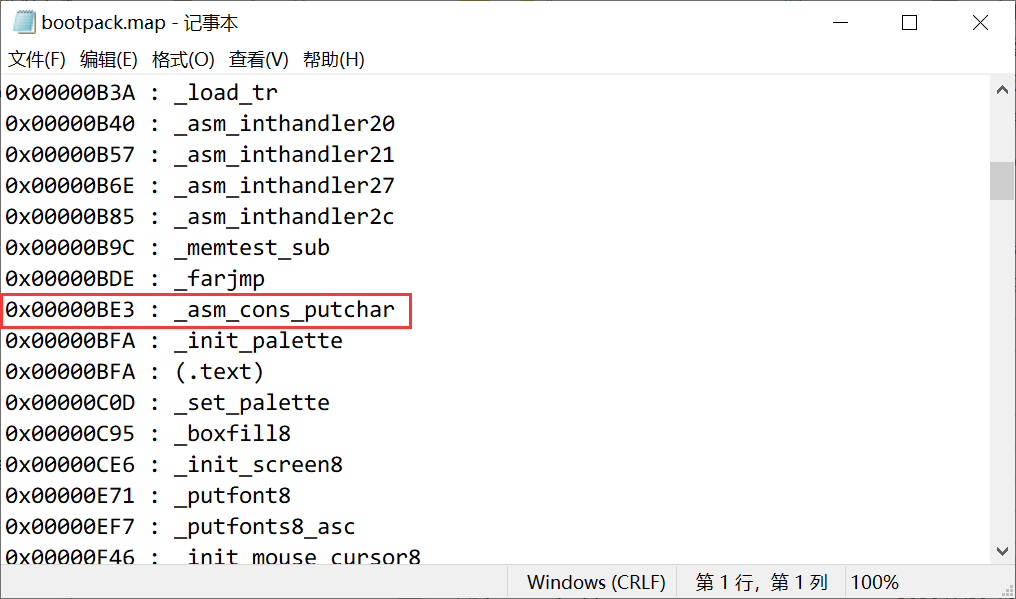 bootpack.map - 记事本
文件(F) 编辑(E) 格式(O) 查看(V) 帮助(H)
0x00000B3A : _load_tr
0x00000B40 : _asm_inthandler20
0x00000B57 : _asm_inthandler21
0x00000B6E : _asm_inthandler27
0x00000B85 : _asm_inthandler2c
0x00000B9C : _memtest_sub
0x00000BDE : _farjmp
0x00000BE3 : _asm_cons_putchar
0x00000BFA : _init_palette
0x00000BFA : (.text)
0x00000C0D : _set_palette
0x00000C95 : _boxfill8
0x00000CE6 : _init_screen8
0x00000E71 : _putfont8
0x00000EF7 : _putfonts8_asc
0x00000F46 : _init_mouse_cursor8
Windows (CRLF) 第 1 行，第 1 列 100%